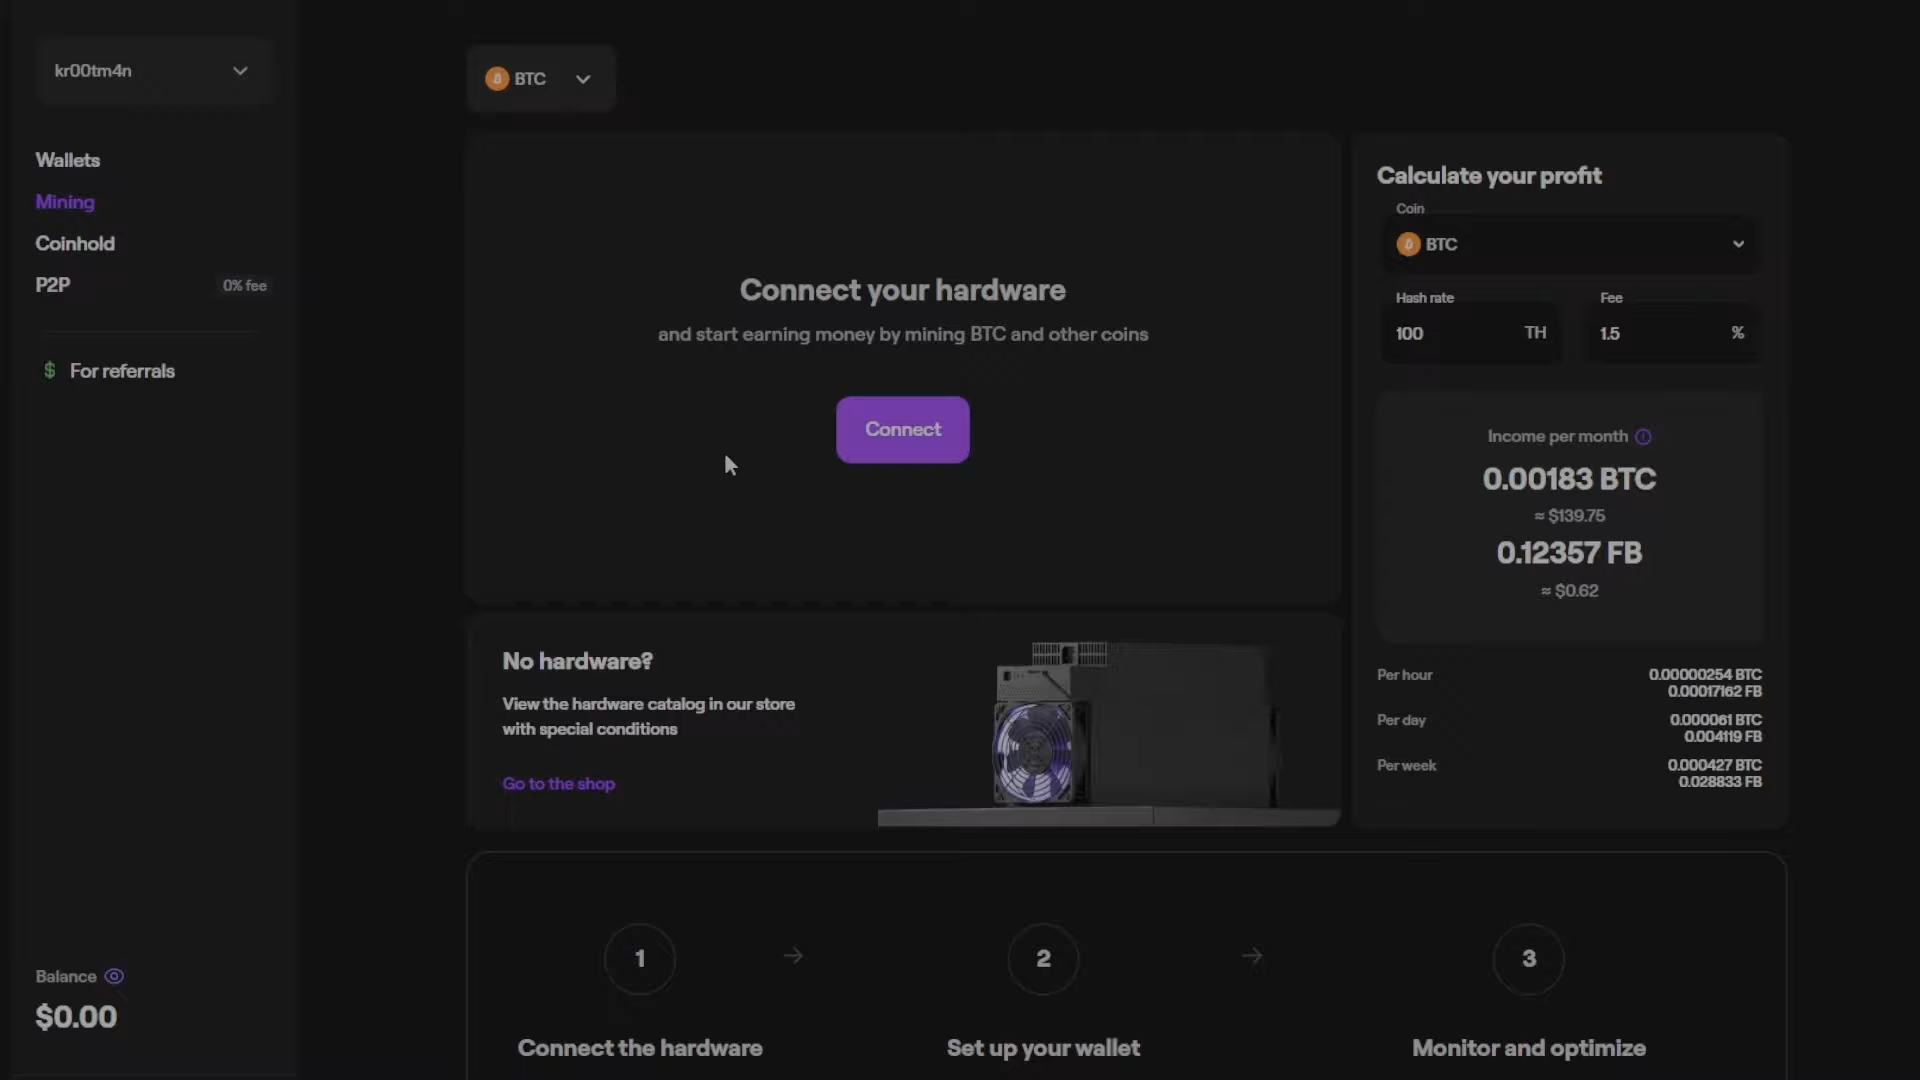 kr00tm4n
BTC
Wallets
Mining
Coinhold
P2P
0% fee
$ For referrals
Balance
$0.00
Connect your hardware
and start earning money by mining BTC and other coins
Connect
No hardware?
View the hardware catalog in our store
with special conditions
Go to the shop
Calculate your profit
Coin
BTC
Hash rate
100 TH
Fee
1.5 %
Income per month
0.00183 BTC
≈ $139.75
0.12357 FB
≈ $0.62
Per hour
0.00000254 BTC
0.00017162 FB
Per day
0.000061 BTC
0.004119 FB
Per week
0.000427 BTC
0.028833 FB
1
2
3
Connect the hardware
Set up your wallet
Monitor and optimize